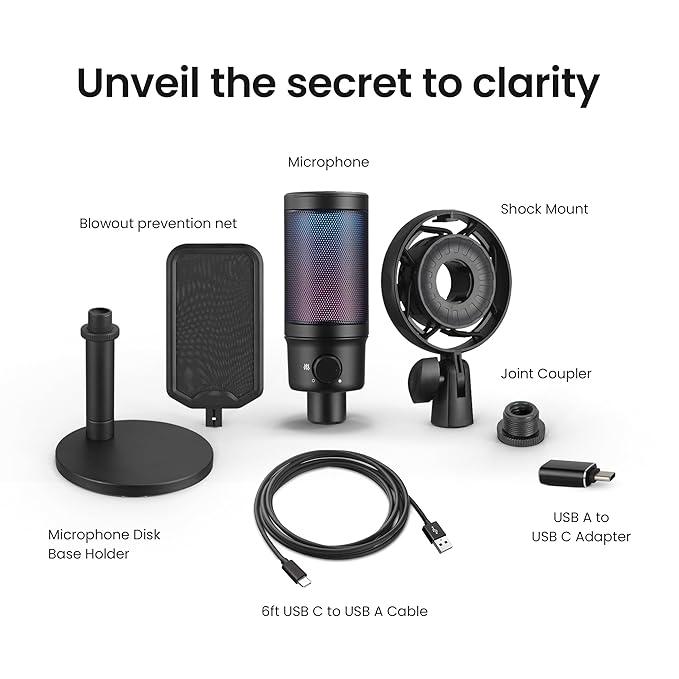 Unveil the secret to clarity
Microphone
Shock Mount
Blowout prevention net
Joint Coupler
USB A to
USB C Adapter
Microphone Disk
Base Holder
6ft USB C to USB A Cable